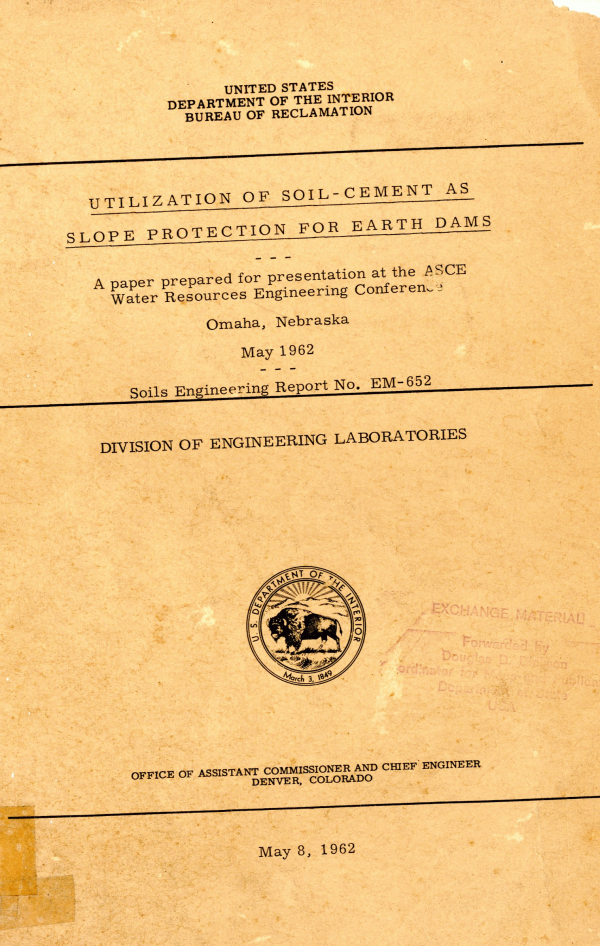 UNITED STATES
DEPARTMENT OF THE INTERIOR
BUREAU OF RECLAMATION
UTILIZATION OF SOIL-CEMENT AS
SLOPE PROTECTION FOR EARTH DAMS
- - -
A paper prepared for presentation at the ASCE
Water Resources Engineering Conference
Omaha, Nebraska
May 1962
- - -
Soils Engineering Report No. EM-652
DIVISION OF ENGINEERING LABORATORIES
U. S. DEPARTMENT OF THE INTERIOR
March 3, 1849
EXCHANGE MATERIAL
Forwarded by
USA
OFFICE OF ASSISTANT COMMISSIONER AND CHIEF ENGINEER
DENVER, COLORADO
May 8, 1962